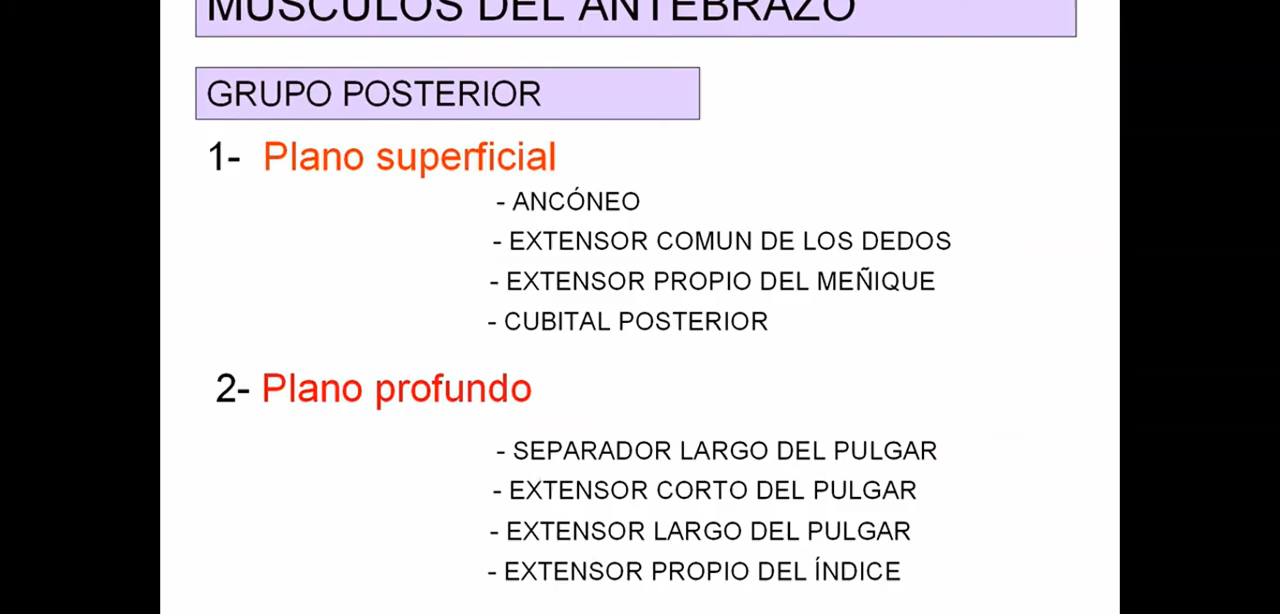 MUSCULOS DEL ANTEBRAZO
GRUPO POSTERIOR
1- Plano superficial
- ANCÓNEO
- EXTENSOR COMUN DE LOS DEDOS
- EXTENSOR PROPIO DEL MEÑIQUE
- CUBITAL POSTERIOR
2- Plano profundo
- SEPARADOR LARGO DEL PULGAR
- EXTENSOR CORTO DEL PULGAR
- EXTENSOR LARGO DEL PULGAR
- EXTENSOR PROPIO DEL ÍNDICE